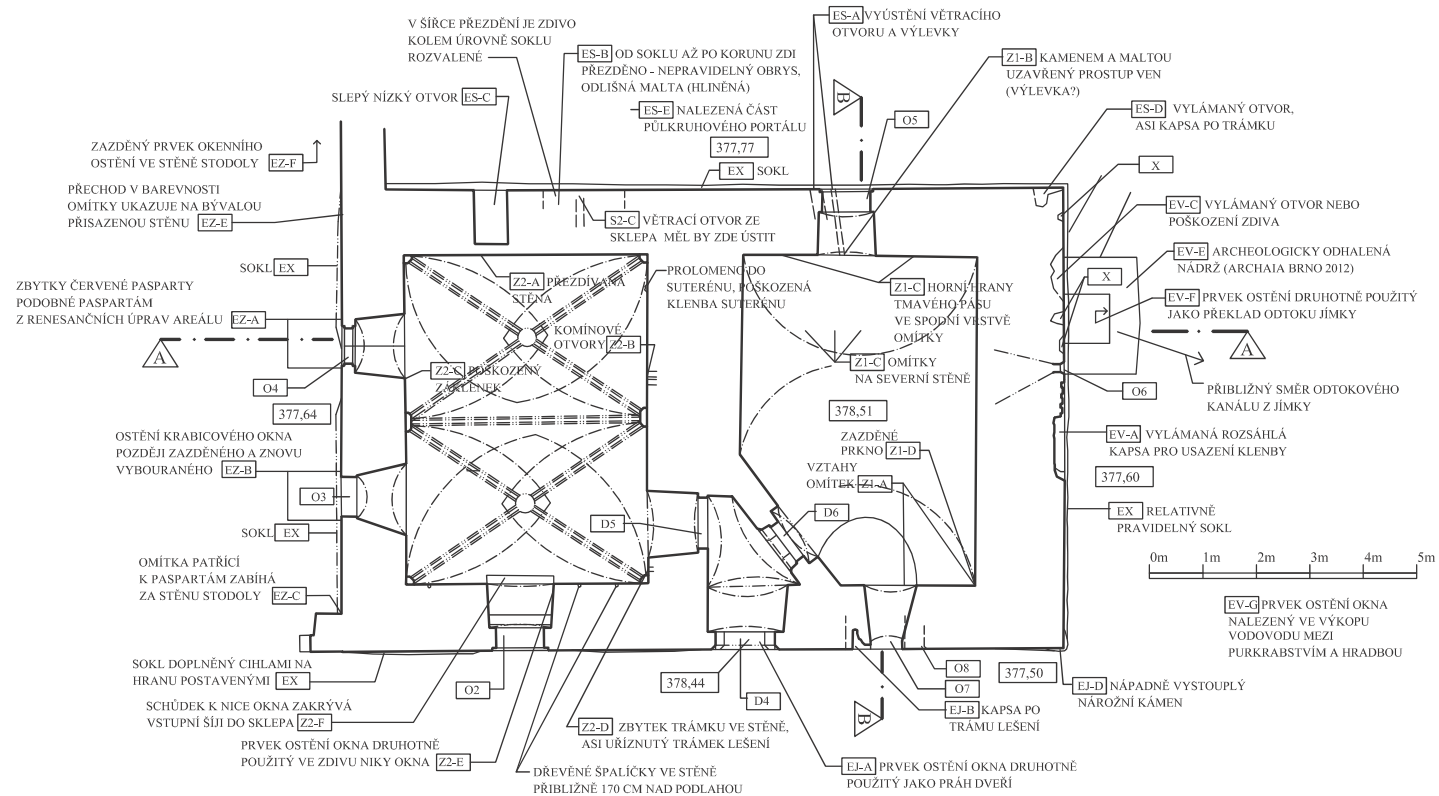 V ŠÍŘCE PŘEZDĚNÍ JE ZDIVO
KOLEM ÚROVNĚ SOKLU
ROZVALENÉ
ES-B OD SOKLU AŽ PO KORUNU ZDI
PŘEZDĚNO - NEPRAVIDELNÝ OBRYS,
ODLIŠNÁ MALTA (HLINĚNÁ)
ES-A VYÚSTĚNÍ VĚTRACÍHO
OTVORU A VÝLEVKY
Z1-B KAMENEM A MALTOU
UZAVŘENÝ PROSTUP VEN
(VÝLEVKA?)
SLEPÝ NÍZKÝ OTVOR ES-C
ES-E NALEZENÁ ČÁST
PŮLKRUHOVÉHO PORTÁLU
377,77
EX SOKL
B
O5
ES-D VYLÁMANÝ OTVOR,
ASI KAPSA PO TRÁMKU
X
ZAZDĚNÝ PRVEK OKENNÍHO
OSTĚNÍ VE STĚNĚ STODOLY EZ-F
PŘECHOD V BAREVNOSTI
OMÍTKY UKAZUJE NA BÝVALOU
PŘISAZENOU STĚNU EZ-E
S2-C VĚTRACÍ OTVOR ZE
SKLEPA MĚL BY ZDE ÚSTIT
EV-C VYLÁMANÝ OTVOR NEBO
POŠKOZENÍ ZDIVA
EV-E ARCHEOLOGICKY ODHALENÁ
NÁDRŽ (ARCHAIA BRNO 2012)
X
EV-F PRVEK OSTĚNÍ DRUHOTNĚ POUŽITÝ
JAKO PŘEKLAD ODTOKU JÍMKY
SOKL EX
Z2-A PŘEZDÍVANÁ
STĚNA
PROLOMENO DO
SUTERÉNU, POŠKOZENÁ
KLENBA SUTERÉNU
Z1-C HORNÍ HRANY
TMAVÉHO PÁSU
VE SPODNÍ VRSTVĚ
OMÍTKY
ZBYTKY ČERVENÉ PASPARTY
PODOBNÉ PASPARTÁM
Z RENESANČNÍCH ÚPRAV AREÁLU EZ-A
KOMÍNOVÉ
OTVORY Z2-B
A
A
Z2-C POŠKOZENÝ
ZÁKLENEK
Z1-C OMÍTKY
NA SEVERNÍ STĚNĚ
O4
O6
PŘIBLIŽNÝ SMĚR ODTOKOVÉHO
KANÁLU Z JÍMKY
377,64
378,51
OSTĚNÍ KRABICOVÉHO OKNA
POZDĚJI ZAZDĚNÉHO A ZNOVU
VYBOURANÉHO EZ-B
ZAZDĚNÉ
PRKNO Z1-D
VZTAHY
OMÍTEK Z1-A
EV-A VYLÁMANÁ ROZSÁHLÁ
KAPSA PRO USAZENÍ KLENBY
377,60
O3
D5
D6
EX RELATIVNĚ
PRAVIDELNÝ SOKL
SOKL EX
0m 1m 2m 3m 4m 5m
OMÍTKA PATŘÍCÍ
K PASPARTÁM ZABÍHÁ
ZA STĚNU STODOLY EZ-C
EV-G PRVEK OSTĚNÍ OKNA
NALEZENÝ VE VÝKOPU
VODOVODU MEZI
PURKRABSTVÍM A HRADBOU
SOKL DOPLNĚNÝ CIHLAMI NA
HRANU POSTAVENÝMI EX
O2
378,44
D4
O8
O7
377,50
EJ-D NÁPADNĚ VYSTOUPLÝ
NÁROŽNÍ KÁMEN
SCHŮDEK K NICE OKNA ZAKRÝVÁ
VSTUPNÍ ŠÍJI DO SKLEPA Z2-F
Z2-D ZBYTEK TRÁMKU VE STĚNĚ,
ASI UŘÍZNUTÝ TRÁMEK LEŠENÍ
B
EJ-B KAPSA PO
TRÁMU LEŠENÍ
PRVEK OSTĚNÍ OKNA DRUHOTNĚ
POUŽITÝ VE ZDIVU NIKY OKNA Z2-E
DŘEVĚNÉ ŠPALÍČKY VE STĚNĚ
PŘIBLIŽNĚ 170 CM NAD PODLAHOU
EJ-A PRVEK OSTĚNÍ OKNA DRUHOTNĚ
POUŽITÝ JAKO PRÁH DVEŘÍ